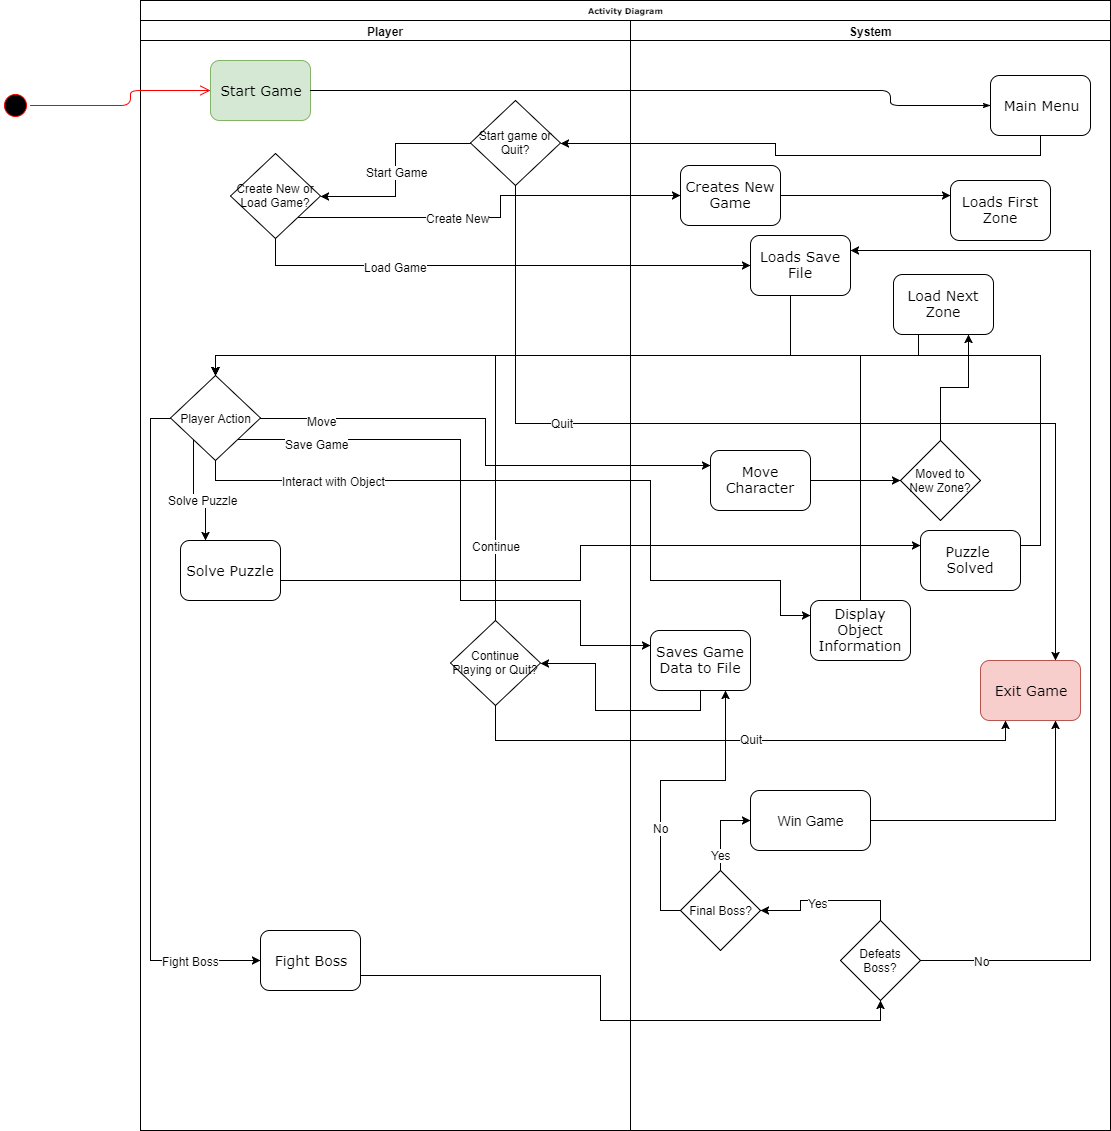 Activity Diagram
Player
System
Start Game
Main Menu
Start game or
Quit?
Start Game
Create New or
Load Game?
Creates New
Game
Loads First
Zone
Create New
Loads Save
File
Load Game
Load Next
Zone
Player Action
Move
Quit
Save Game
Interact with Object
Move
Character
Moved to
New Zone?
Solve Puzzle
Continue
Solve Puzzle
Puzzle
Solved
Display
Object
Information
Continue
Playing or Quit?
Saves Game
Data to File
Exit Game
Quit
Win Game
No
Yes
Final Boss?
Yes
Defeats
Boss?
No
Fight Boss
Fight Boss